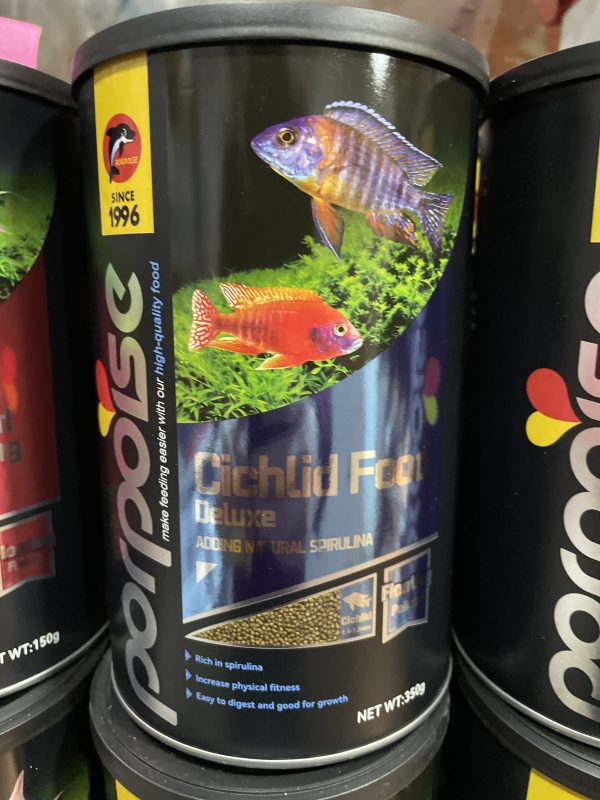 PORPOISE
SINCE
1996
porpoise
make feeding easier with our high-quality food
Cichlid Food
Deluxe
ADDING NATURAL SPIRULINA
Cichlid
Floating
Pellet
Rich in spirulina
Increase physical fitness
Easy to digest and good for growth
NET WT:350g
T WT:150g
porpoise